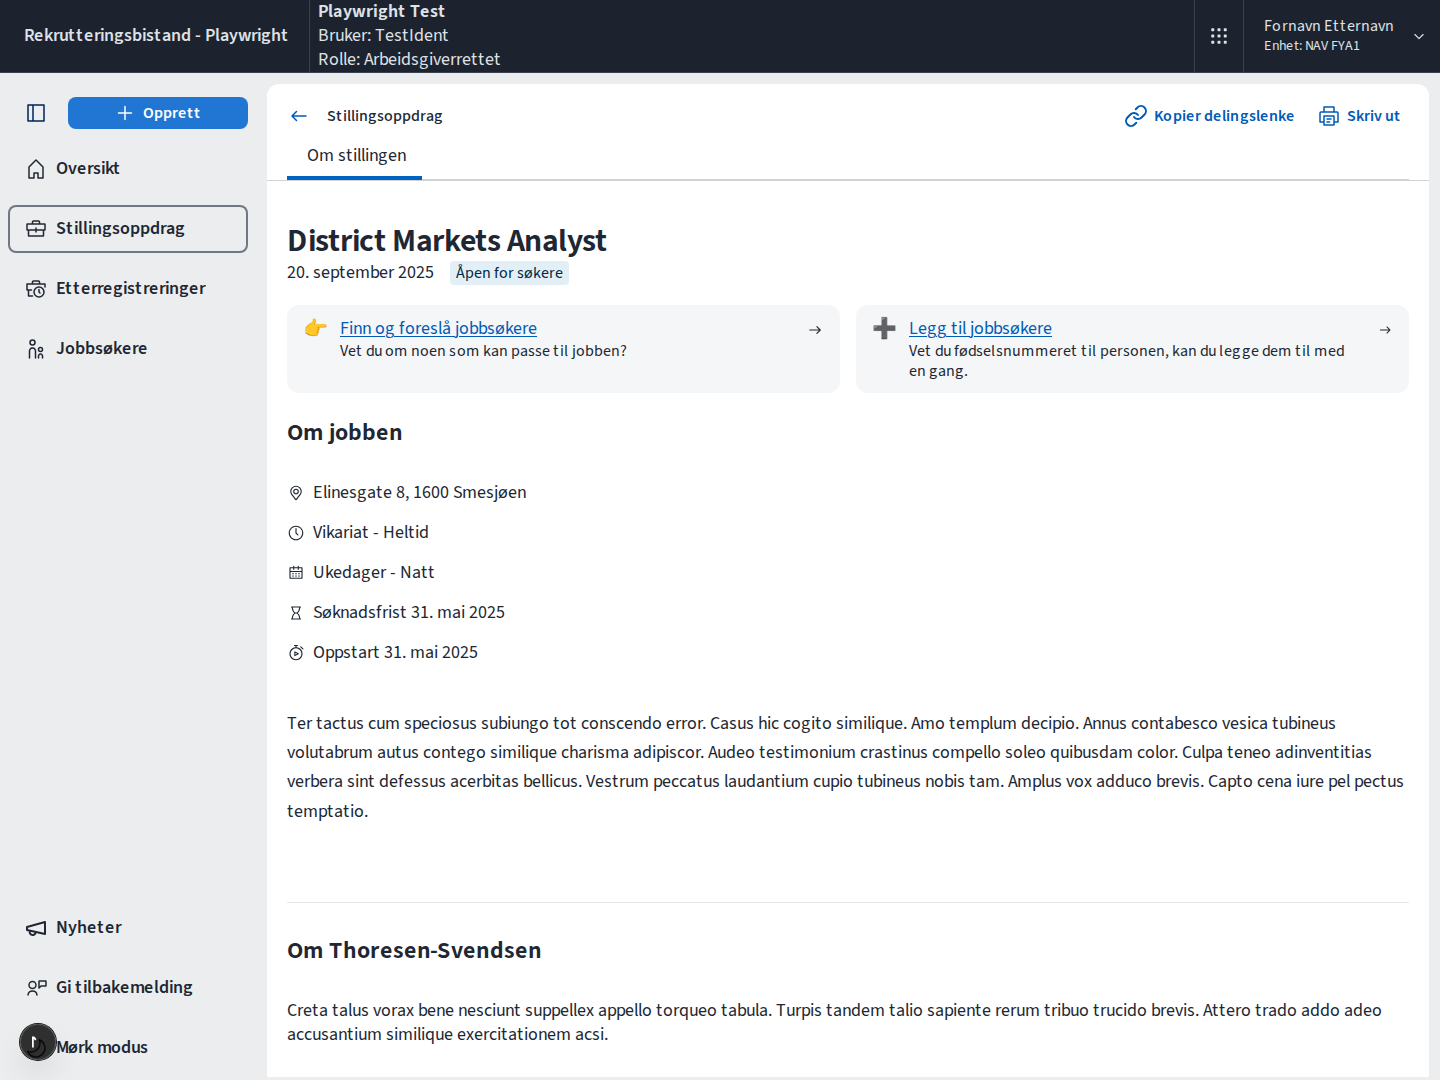 Rekrutteringsbistand - Playwright
Playwright Test
Bruker: TestIdent
Rolle: Arbeidsgiverrettet
Fornavn Etternavn
Enhet: NAV FYA1
Opprett
Oversikt
Stillingsoppdrag
Etterregistreringer
Jobbsøkere
Nyheter
Gi tilbakemelding
Mørk modus
Stillingsoppdrag
Kopier delingslenke
Skriv ut
Om stillingen
District Markets Analyst
20. september 2025
Åpen for søkere
Finn og foreslå jobbsøkere
Vet du om noen som kan passe til jobben?
Legg til jobbsøkere
Vet du fødselsnummeret til personen, kan du legge dem til med
en gang.
Om jobben
Elinesgate 8, 1600 Smesjøen
Vikariat - Heltid
Ukedager - Natt
Søknadsfrist 31. mai 2025
Oppstart 31. mai 2025
Ter tactus cum speciosus subiungo tot conscendo error. Casus hic cogito similique. Amo templum decipio. Annus contabesco vesica tubineus
volutabrum autus contego similique charisma adipiscor. Audeo testimonium crastinus compello soleo quibusdam color. Culpa teneo adinventitias
verbera sint defessus acerbitas bellicus. Vestrum peccatus laudantium cupio tubineus nobis tam. Amplus vox adduco brevis. Capto cena iure pel pectus
temptatio.
Om Thoresen-Svendsen
Creta talus vorax bene nesciunt suppellex appello torqueo tabula. Turpis tandem talio sapiente rerum tribuo trucido brevis. Attero trado addo adeo
accusantium similique exercitationem acsi.